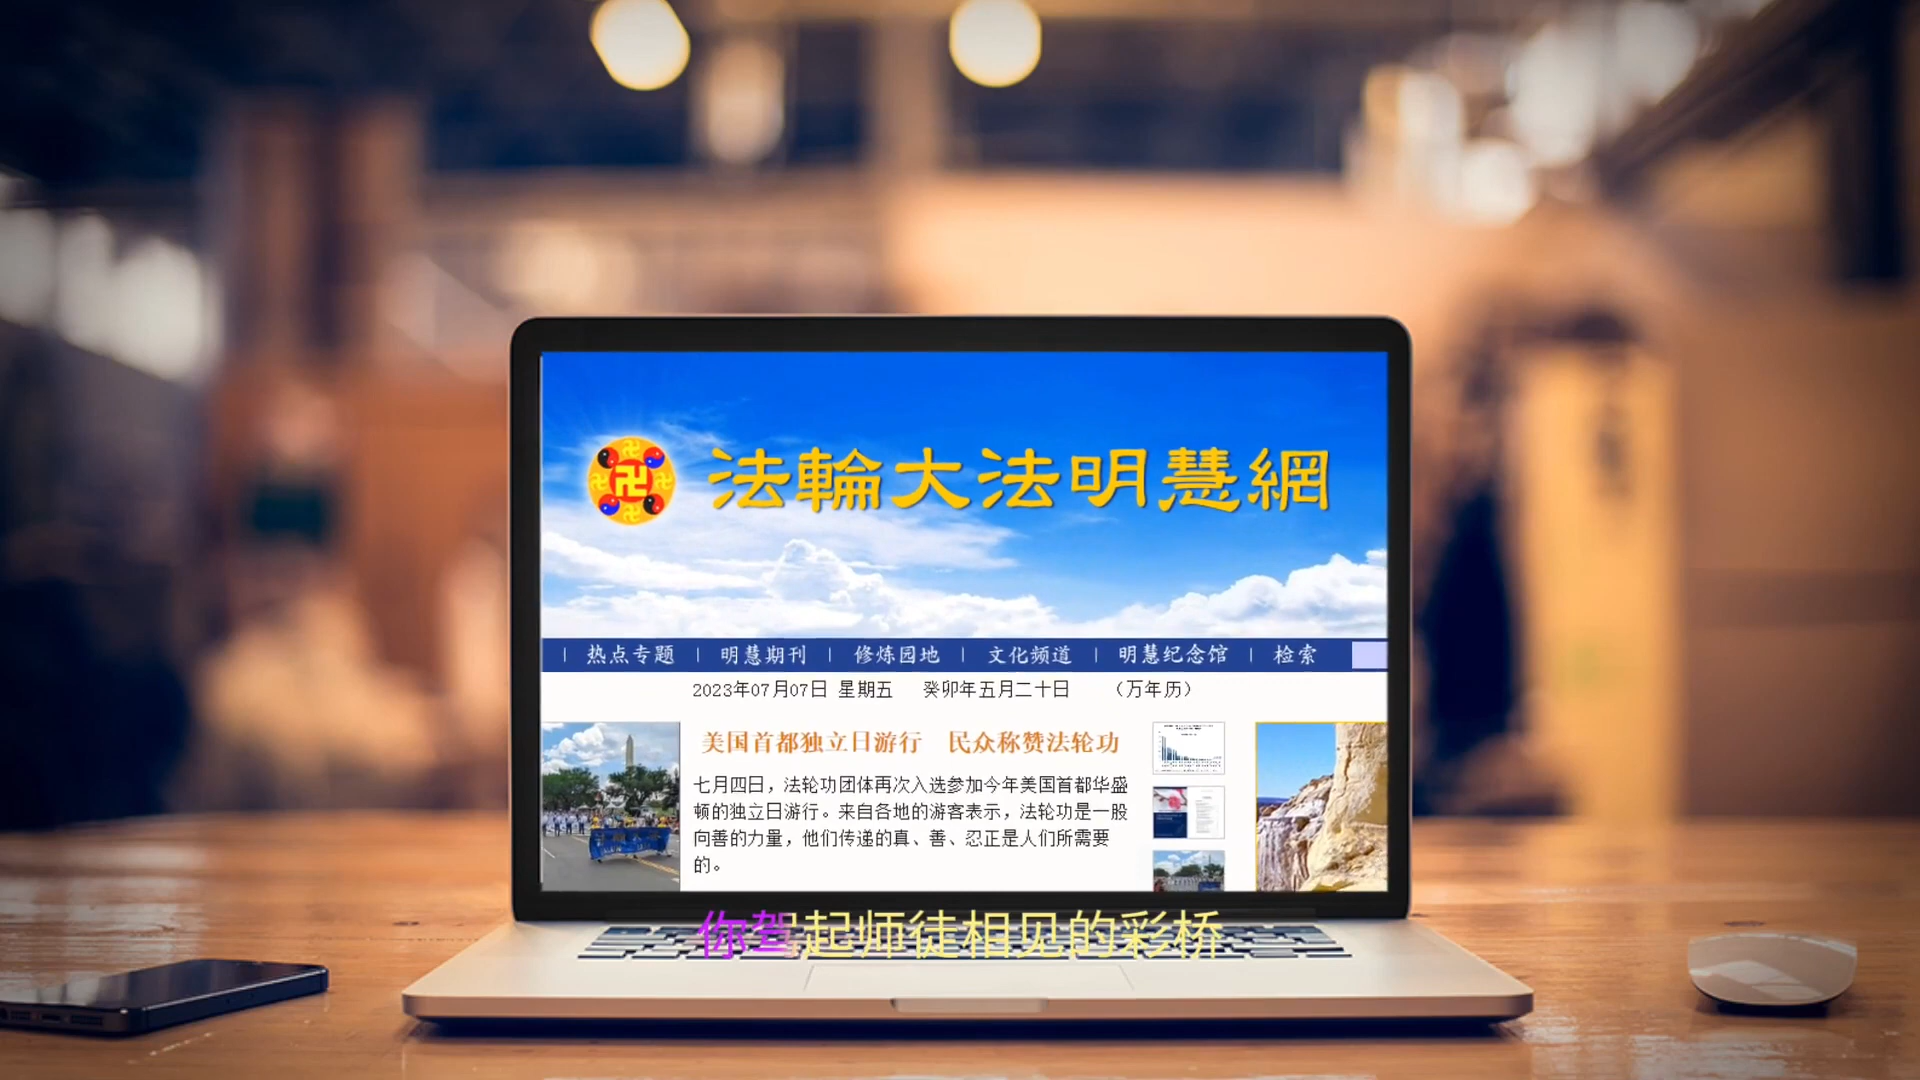 法輪大法明慧網
| 热点专题 | 明慧期刊 | 修炼园地 | 文化频道 | 明慧纪念馆 | 检索
2023年07月07日 星期五 癸卯年五月二十日 （万年历）
美国首都独立日游行 民众称赞法轮功
七月四日，法轮功团体再次入选参加今年美国首都华盛
顿的独立日游行。来自各地的游客表示，法轮功是一股
向善的力量，他们传递的真、善、忍正是人们所需要
的。
你驾起师徒相见的彩桥